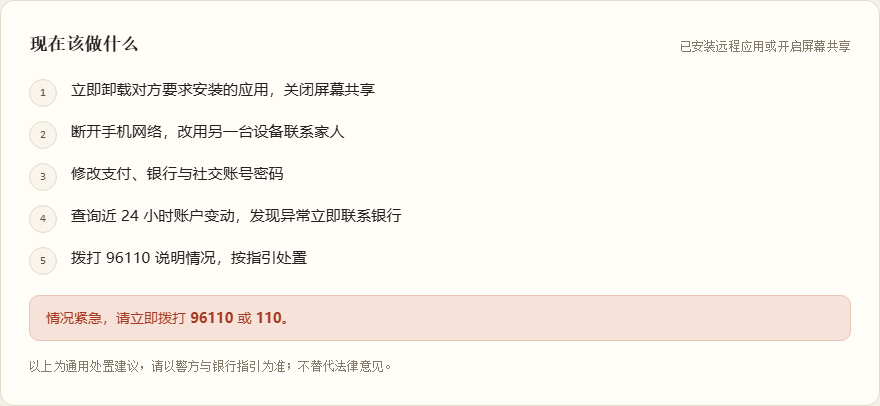 现在该做什么
已安装远程应用或开启屏幕共享
1 立即卸载对方要求安装的应用，关闭屏幕共享
2 断开手机网络，改用另一台设备联系家人
3 修改支付、银行与社交账号密码
4 查询近 24 小时账户变动，发现异常立即联系银行
5 拨打 96110 说明情况，按指引处置
情况紧急，请立即拨打 96110 或 110。
以上为通用处置建议，请以警方与银行指引为准；不替代法律意见。